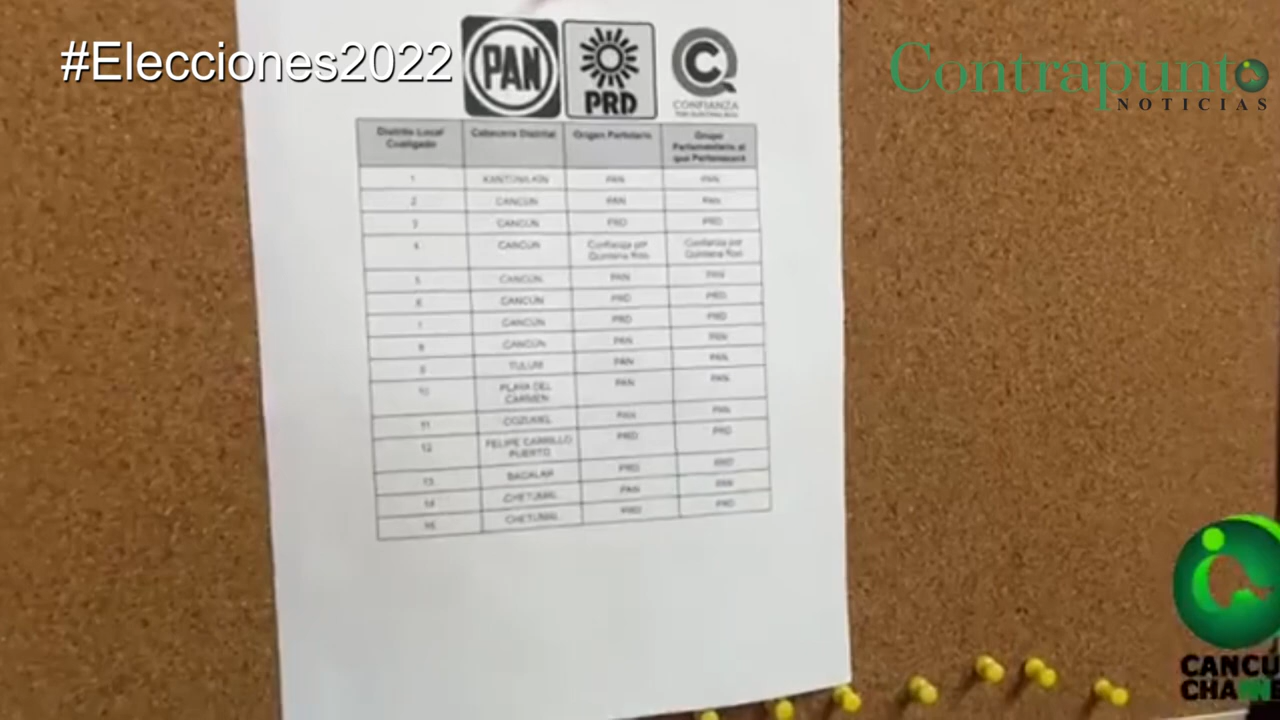 #Elecciones2022
PAN
PRD
CONFIANZA
Contrapunto
NOTICIAS
Distrito Local Coaligado Cabecera Distrital Origen Partidario Grupo Parlamentario al que Pertenecerá
1 KANTUNILKÍN PAN PAN
2 CANCÚN PAN PAN
3 CANCÚN PRD PRD
4 CANCÚN Confianza por Quintana Roo Confianza por Quintana Roo
5 CANCÚN PAN PAN
6 CANCÚN PRD PRD
7 CANCÚN PRD PRD
8 CANCÚN PAN PAN
9 TULUM PAN PAN
10 PLAYA DEL CARMEN PAN PAN
11 COZUMEL PAN PAN
12 FELIPE CARRILLO PUERTO PRD PRD
13 BACALAR PRD PRD
14 CHETUMAL PAN PAN
15 CHETUMAL PRD PRD
CANCU
CHA